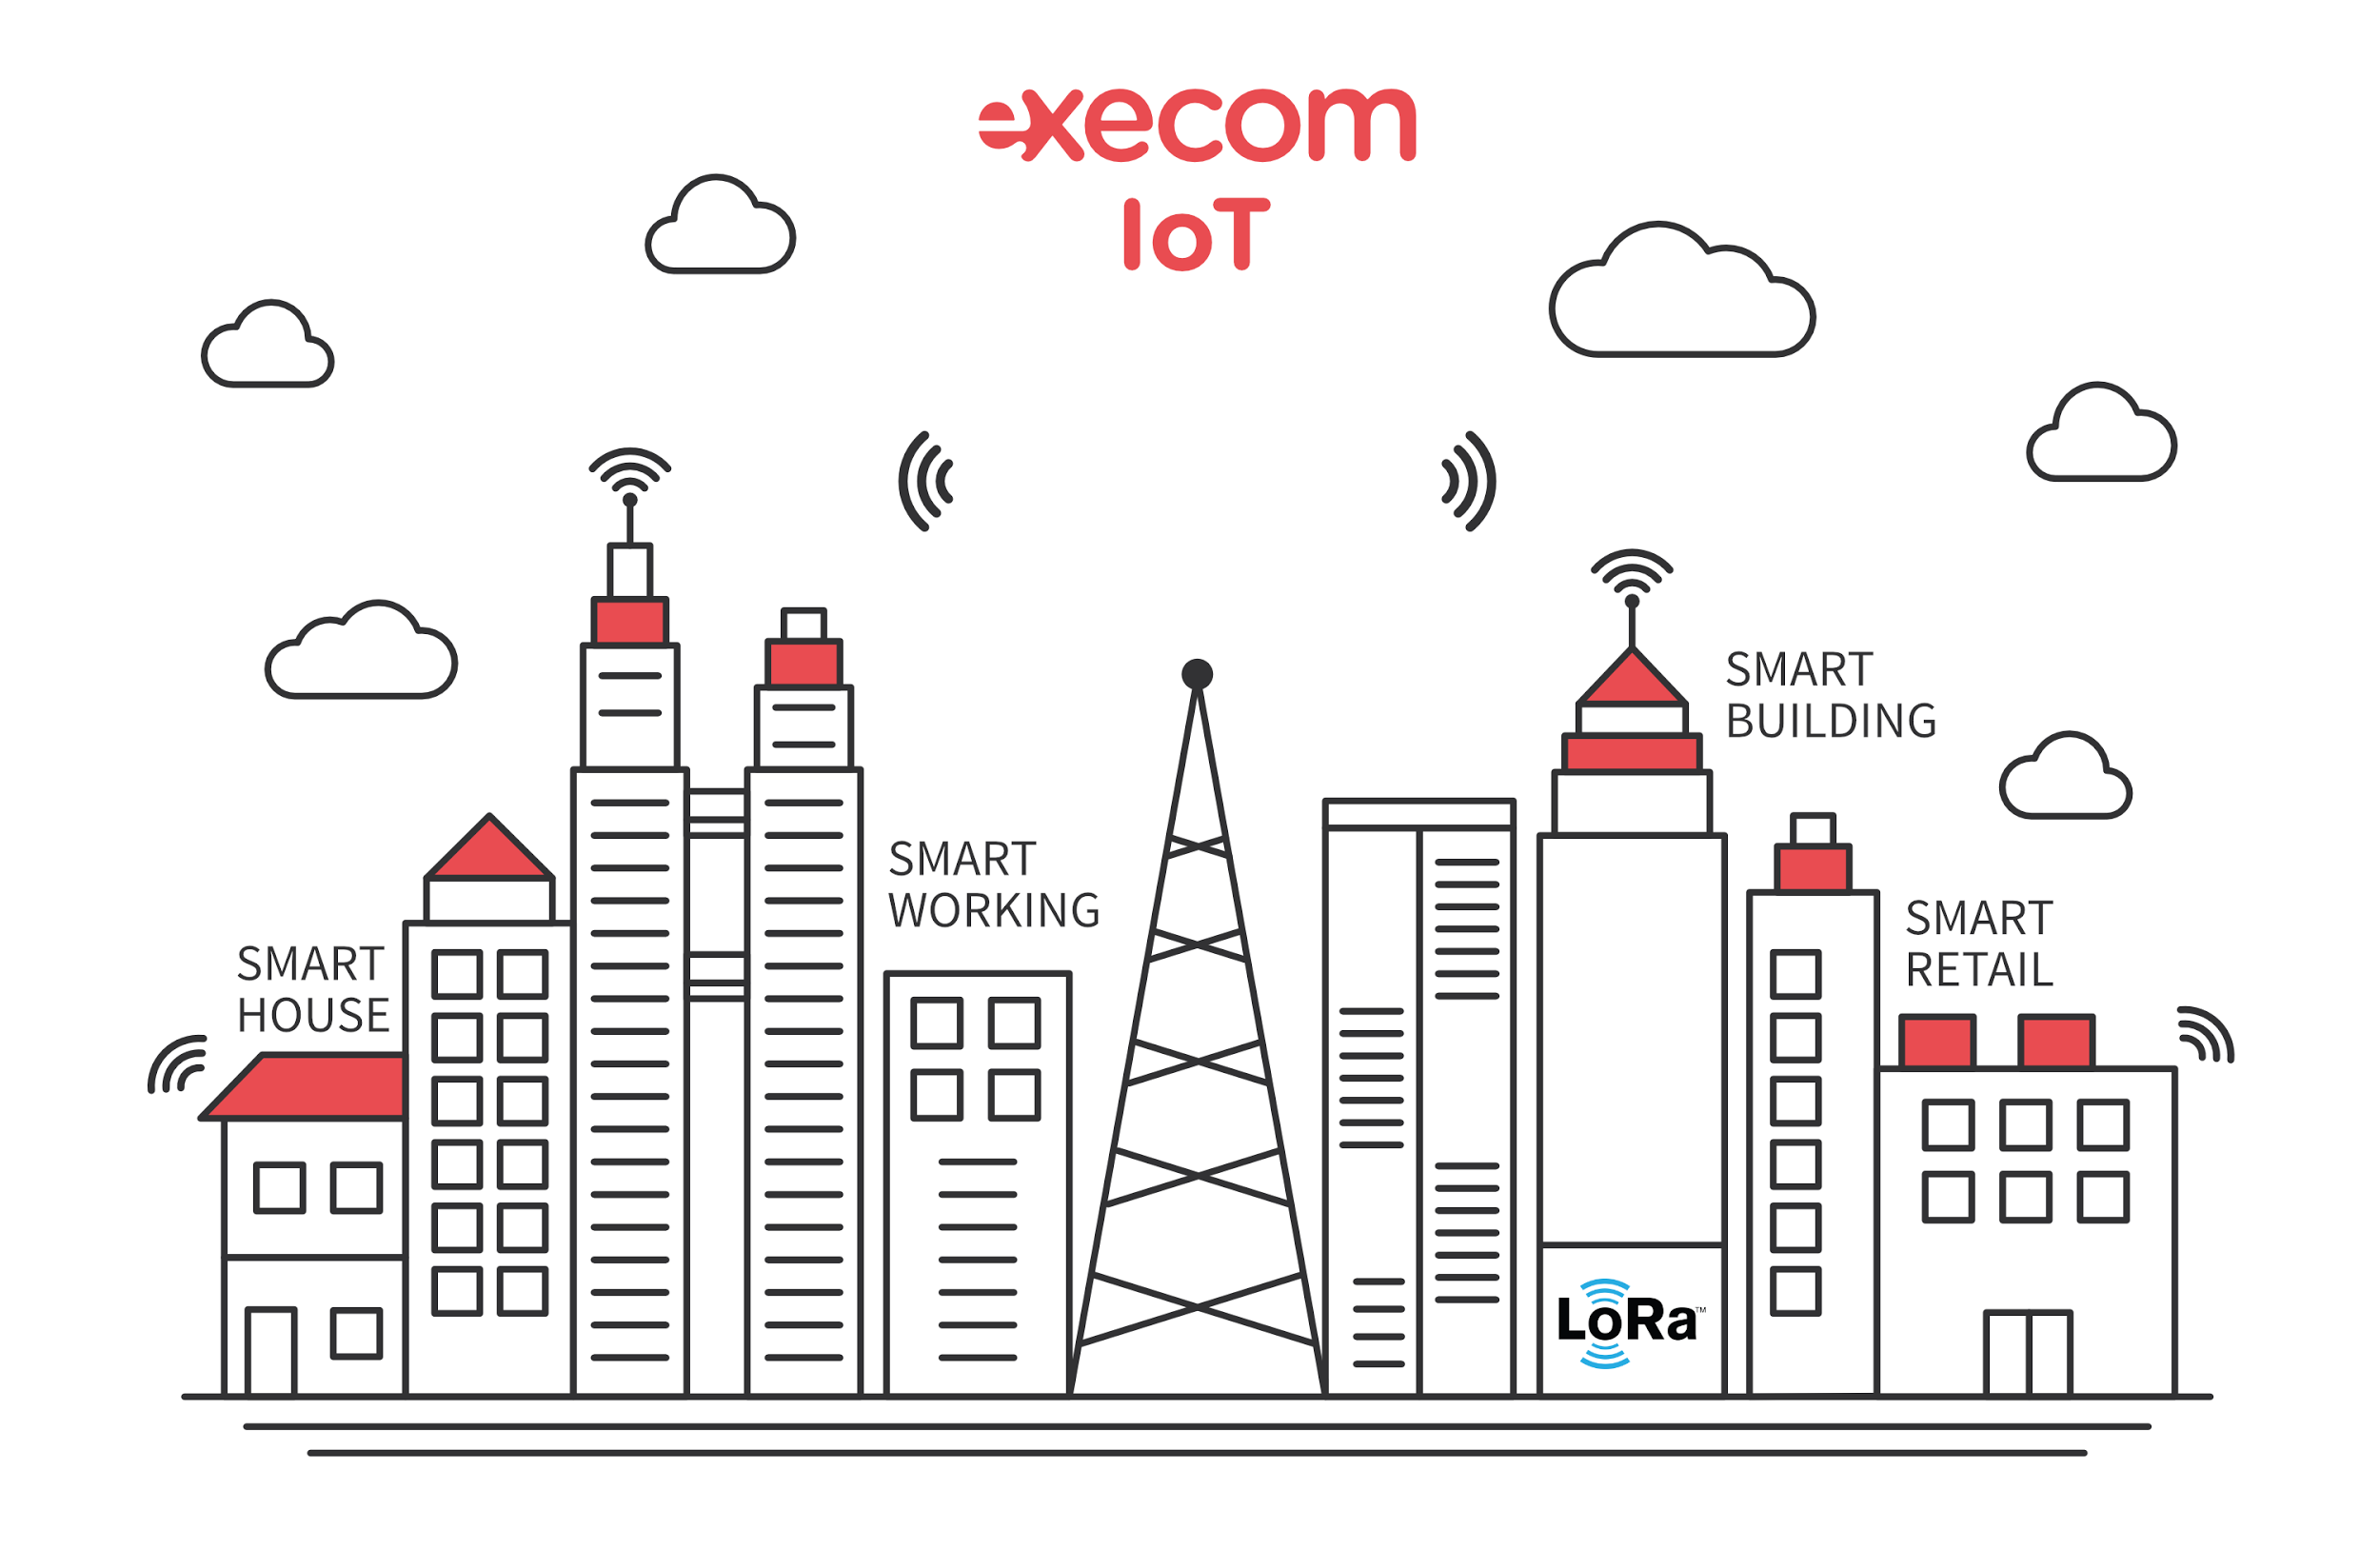 execom
IoT
SMART
BUILDING
SMART
WORKING
SMART
RETAIL
SMART
HOUSE
LoRa™